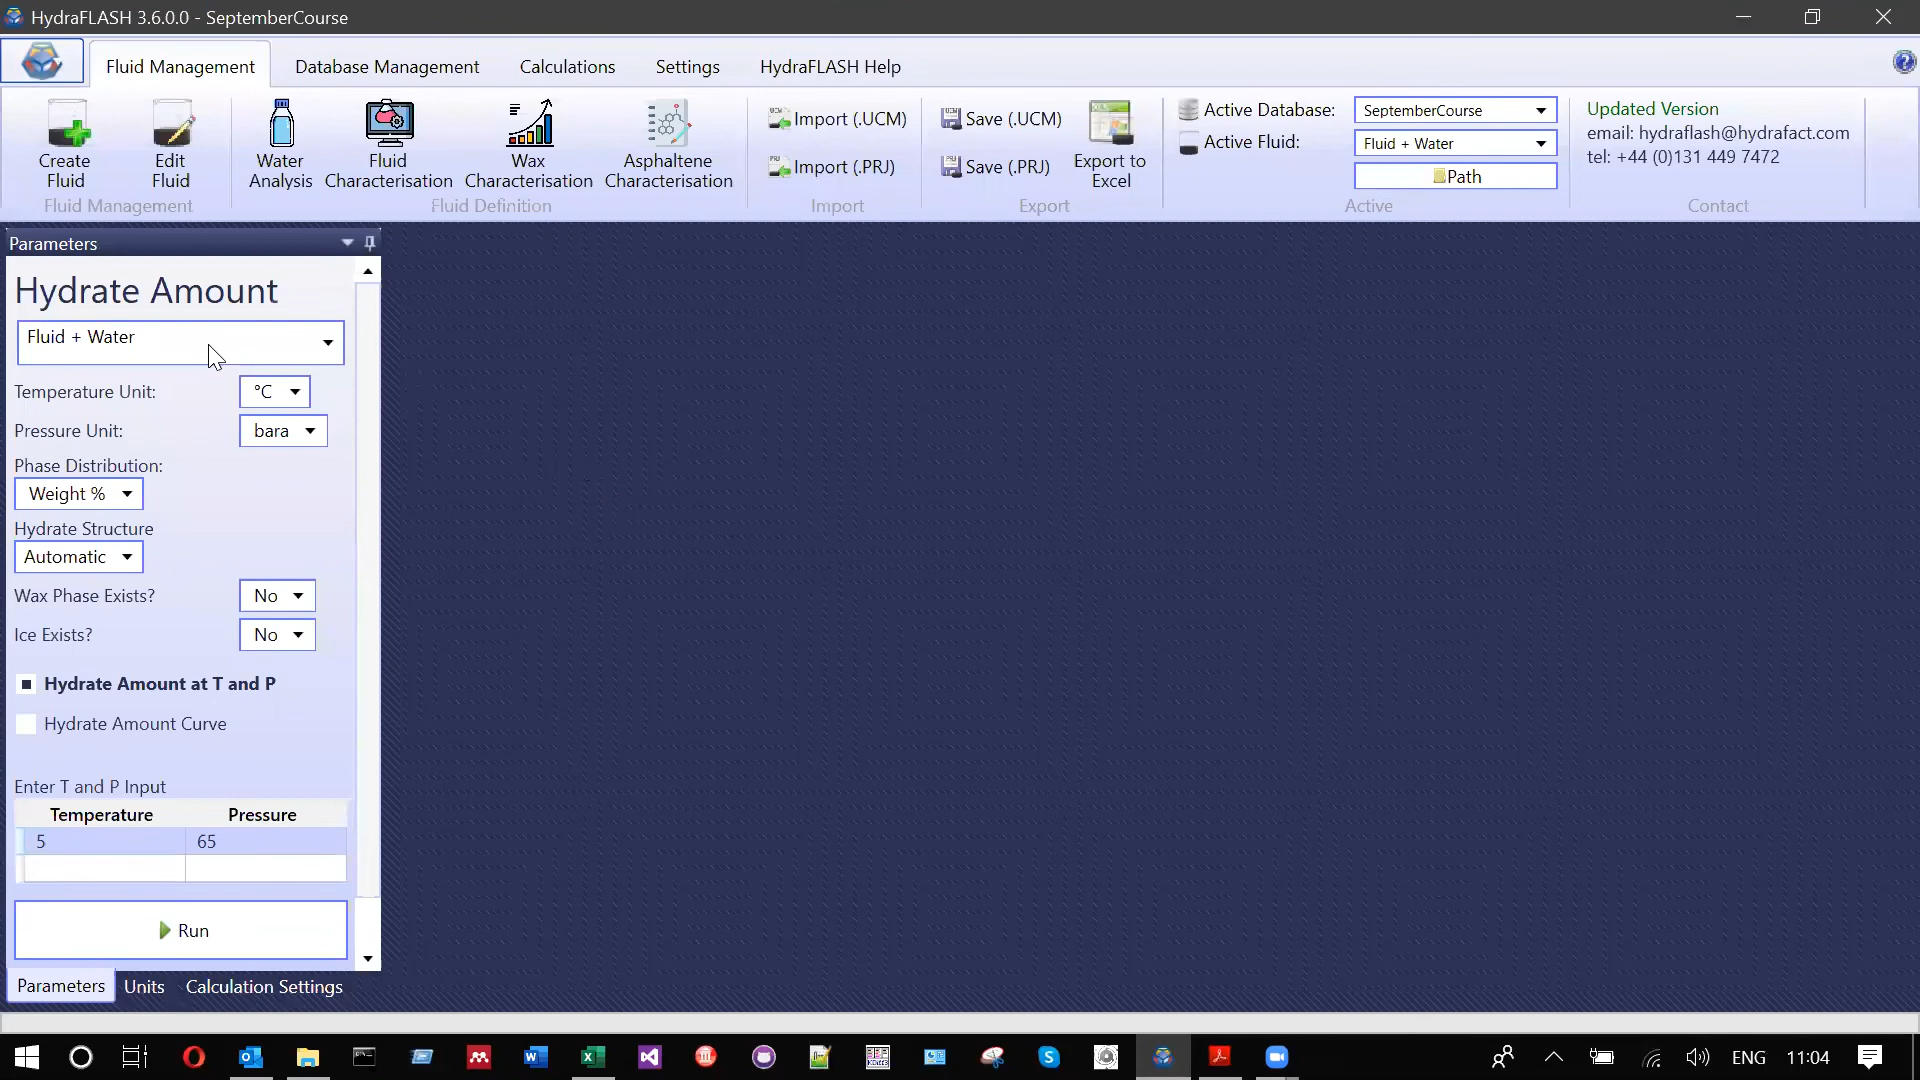 HydraFLASH 3.6.0.0 - SeptemberCourse
Fluid Management
Database Management
Calculations
Settings
HydraFLASH Help
Create
Fluid
Edit
Fluid
Fluid Management
Water
Analysis
Fluid
Characterisation
Wax
Characterisation
Asphaltene
Characterisation
Fluid Definition
Import (.UCM)
Import (.PRJ)
Import
Save (.UCM)
Save (.PRJ)
Export to
Excel
Export
Active Database:
SeptemberCourse
Active Fluid:
Fluid + Water
Path
Active
Updated Version
email: hydraflash@hydrafact.com
tel: +44 (0)131 449 7472
Contact
Parameters
Hydrate Amount
Fluid + Water
Temperature Unit:
°C
Pressure Unit:
bara
Phase Distribution:
Weight %
Hydrate Structure
Automatic
Wax Phase Exists?
No
Ice Exists?
No
Hydrate Amount at T and P
Hydrate Amount Curve
Enter T and P Input
Temperature Pressure
5 65
Run
Parameters
Units
Calculation Settings
ENG
11:04